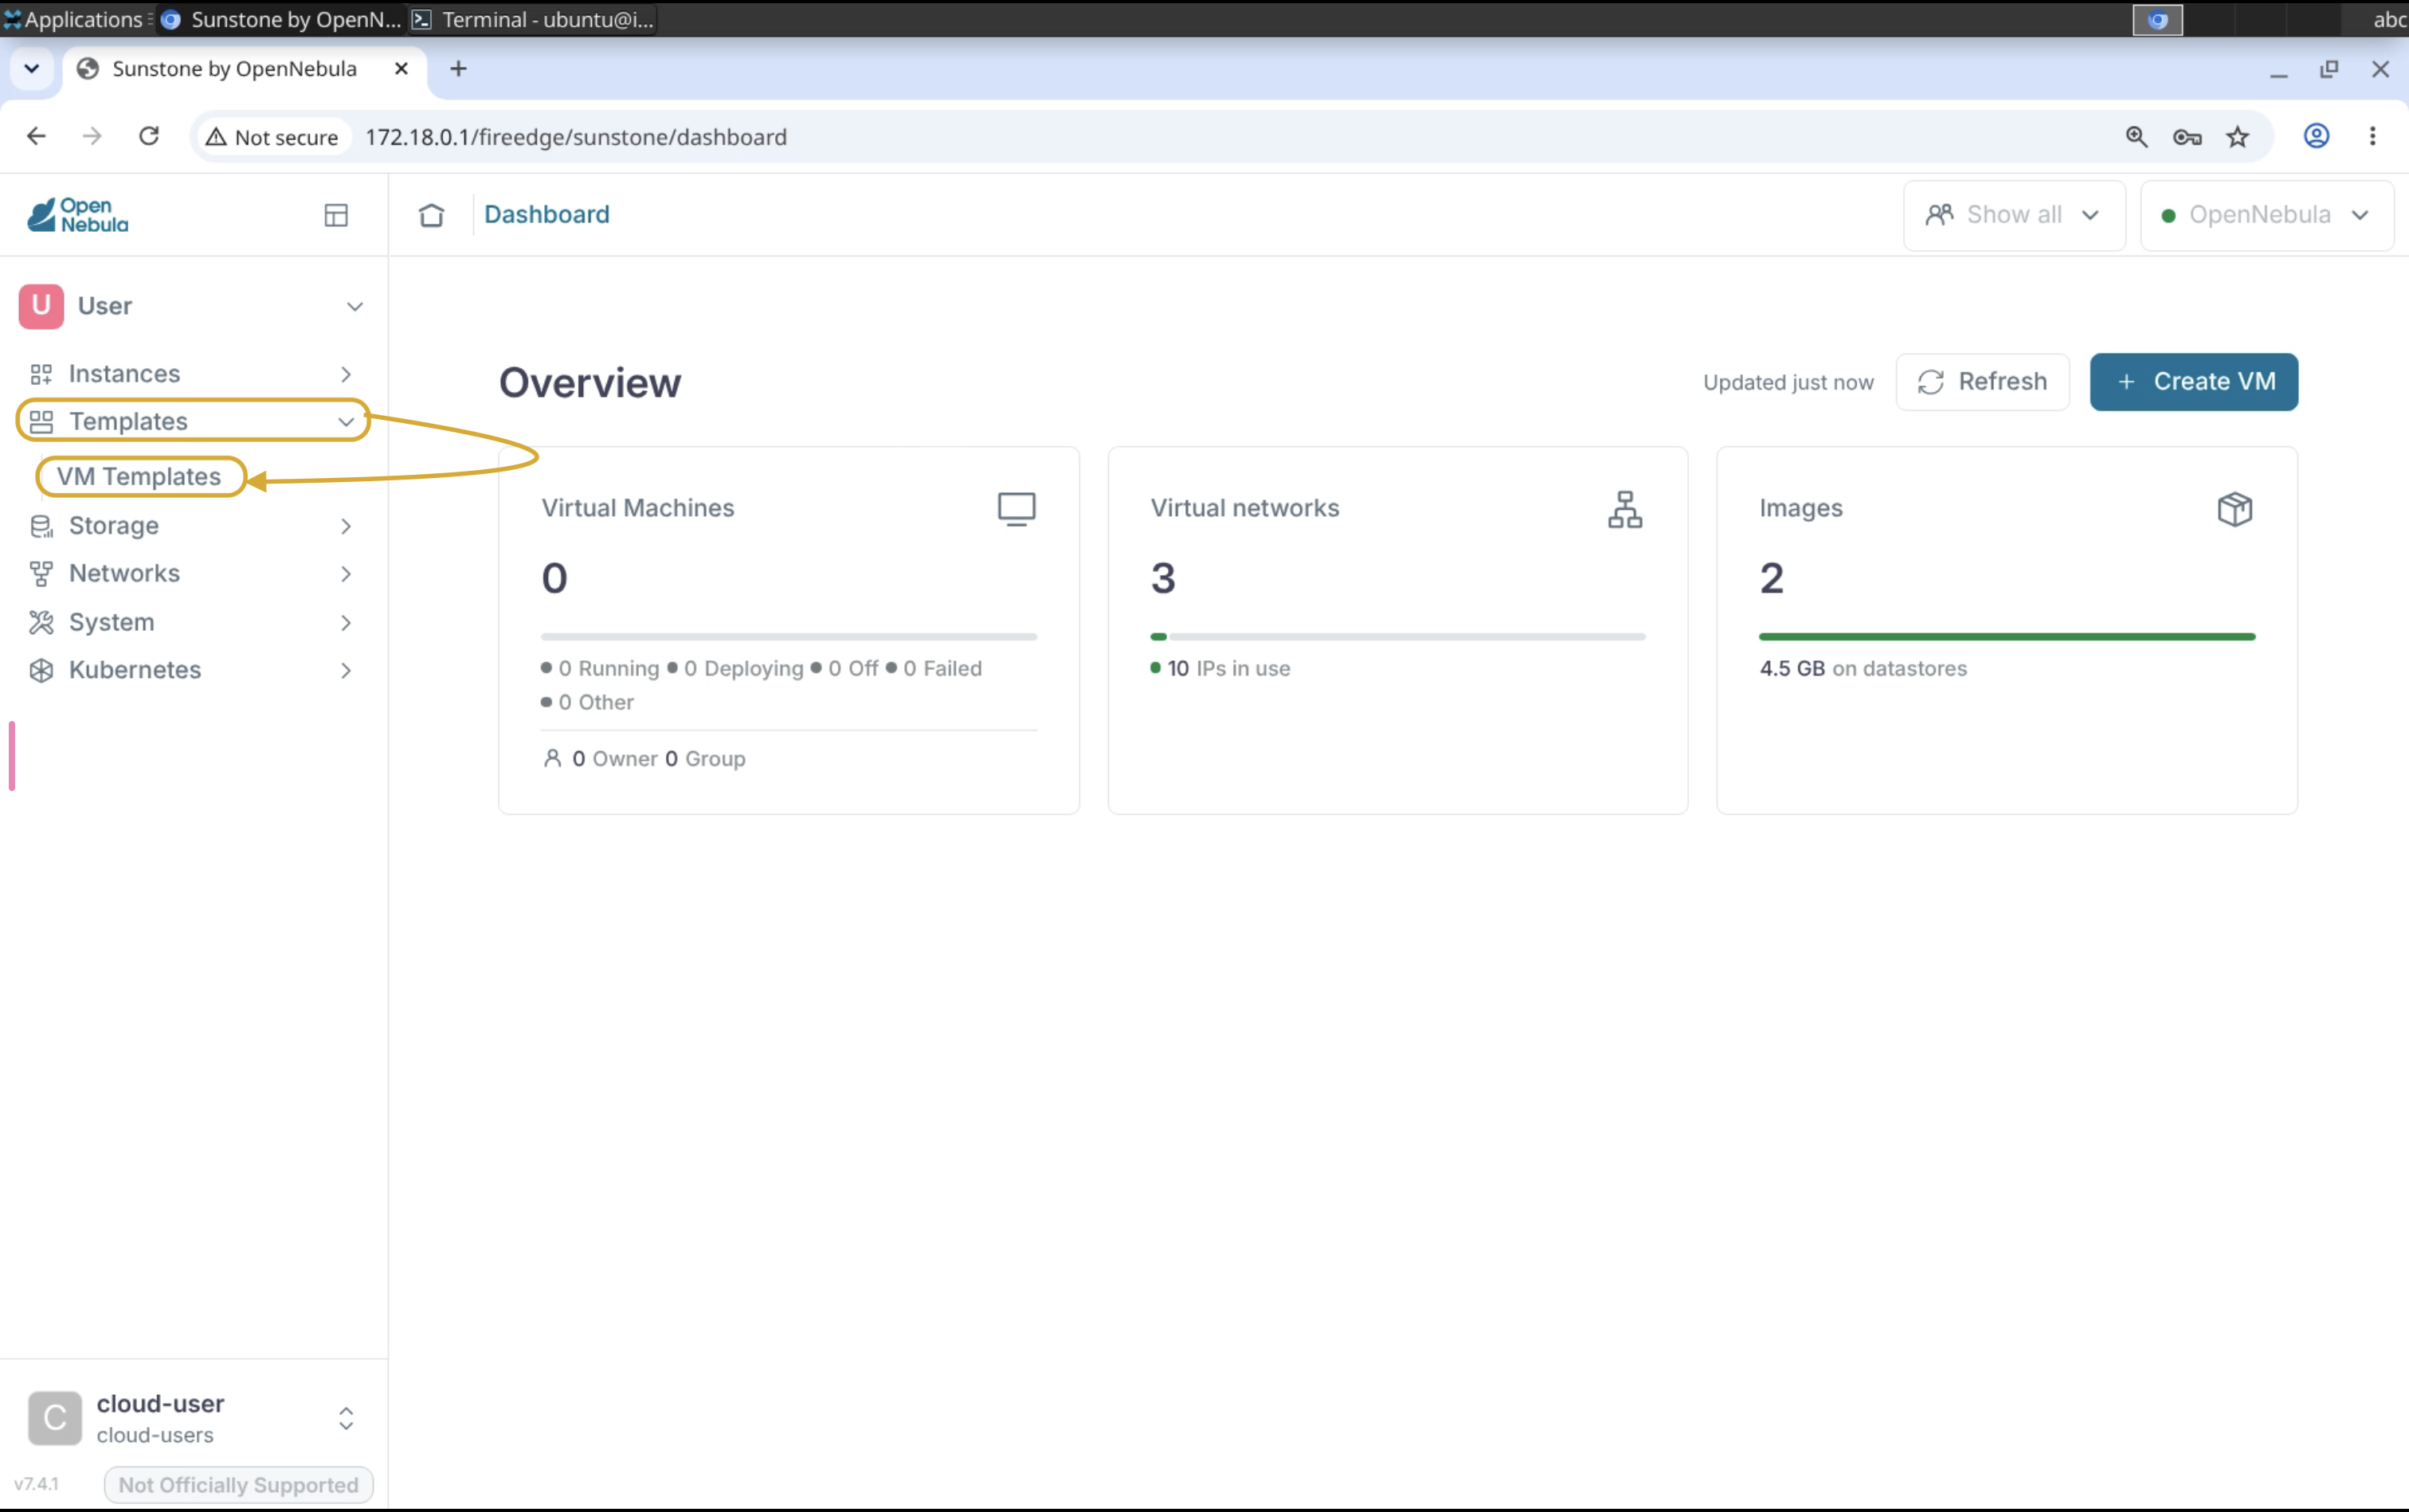 Applications
Sunstone by OpenN...
Terminal - ubuntu@i...
abc
Sunstone by OpenNebula
Not secure
172.18.0.1/fireedge/sunstone/dashboard
Open
Nebula
Dashboard
Show all
OpenNebula
U User
Instances
Templates
VM Templates
Storage
Networks
System
Kubernetes
Overview
Updated just now
Refresh
+ Create VM
Virtual Machines
0
0 Running 0 Deploying 0 Off 0 Failed
0 Other
0 Owner 0 Group
Virtual networks
3
10 IPs in use
Images
2
4.5 GB on datastores
C
cloud-user
cloud-users
v7.4.1
Not Officially Supported